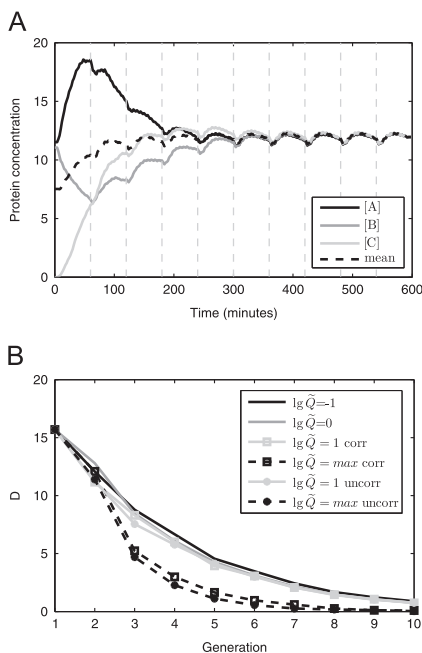 A
20
15
10
5
0
Protein concentration
[A]
[B]
[C]
mean
0 100 200 300 400 500 600
Time (minutes)
B
20
15
10
5
0
D
lg Q̃=-1
lg Q̃=0
lg Q̃ = 1 corr
lg Q̃ = max corr
lg Q̃ = 1 uncorr
lg Q̃ = max uncorr
1 2 3 4 5 6 7 8 9 10
Generation